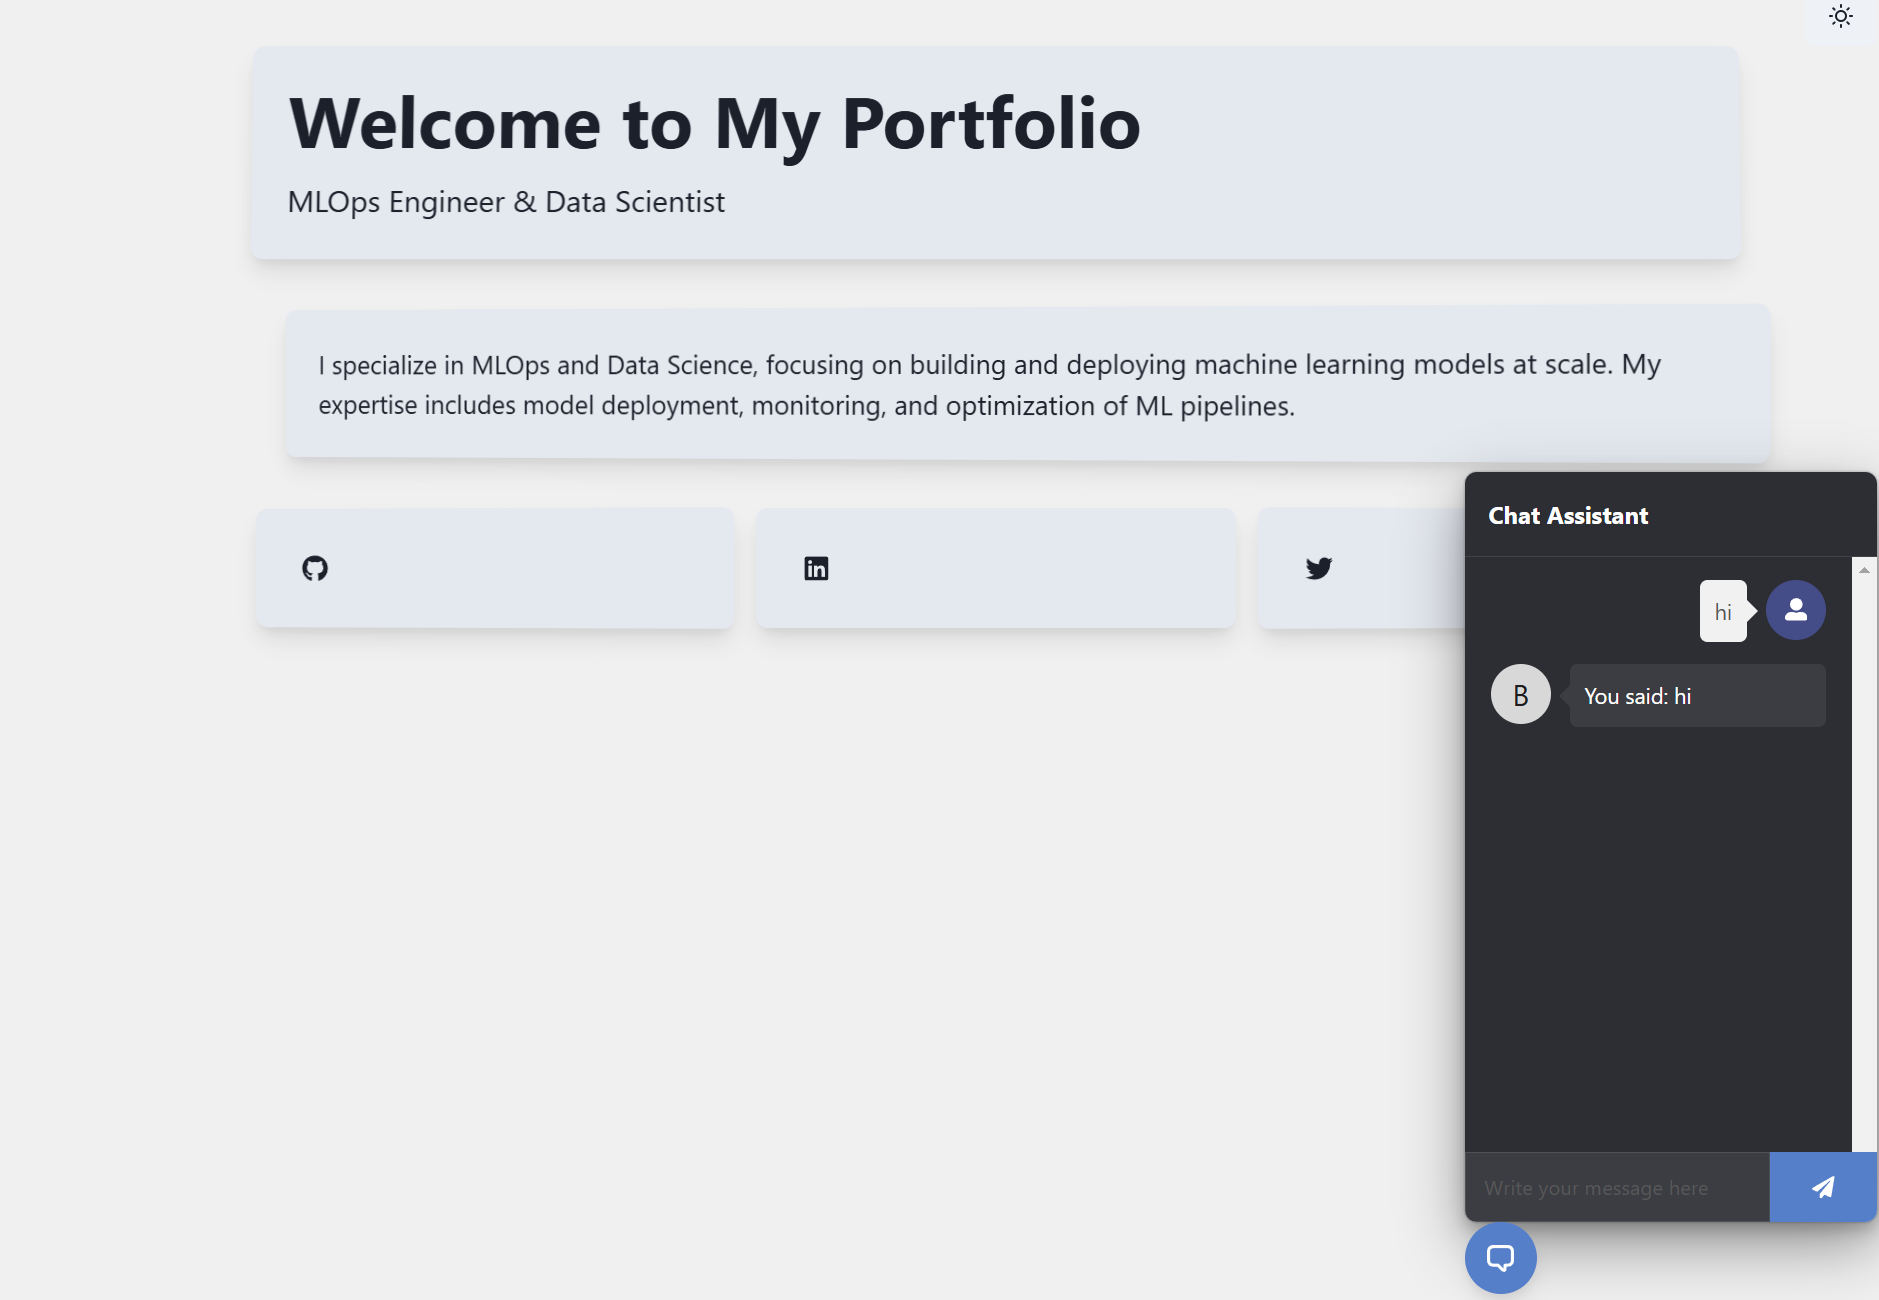 Welcome to My Portfolio
MLOps Engineer & Data Scientist
I specialize in MLOps and Data Science, focusing on building and deploying machine learning models at scale. My
expertise includes model deployment, monitoring, and optimization of ML pipelines.
in
Chat Assistant
hi
B
You said: hi
Write your message here